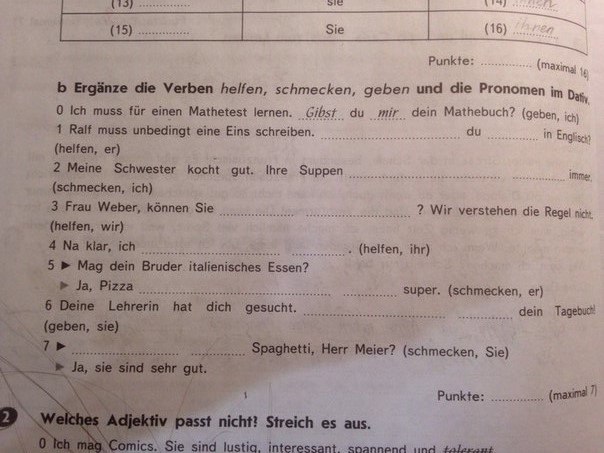 (13) .............. sie (14)
(15) .............. Sie (16) Ihnen
Punkte: .............. (maximal 16)
b Ergänze die Verben helfen, schmecken, geben und die Pronomen im Dativ.
0 Ich muss für einen Mathetest lernen. Gibst du mir dein Mathebuch? (geben, ich)
1 Ralf muss unbedingt eine Eins schreiben. .............. du .............. in Englisch?
(helfen, er)
2 Meine Schwester kocht gut. Ihre Suppen .............. .............. immer.
(schmecken, ich)
3 Frau Weber, können Sie .............. .............. ? Wir verstehen die Regel nicht.
(helfen, wir)
4 Na klar, ich .............. .............. . (helfen, ihr)
5 ► Mag dein Bruder italienisches Essen?
► Ja, Pizza .............. .............. super. (schmecken, er)
6 Deine Lehrerin hat dich gesucht. .............. .............. dein Tagebuch!
(geben, sie)
7 ► .............. .............. Spaghetti, Herr Meier? (schmecken, Sie)
► Ja, sie sind sehr gut.
Punkte: .............. (maximal 7)
2 Welches Adjektiv passt nicht? Streich es aus.
0 Ich mag Comics. Sie sind lustig, interessant, spannend und tolerant